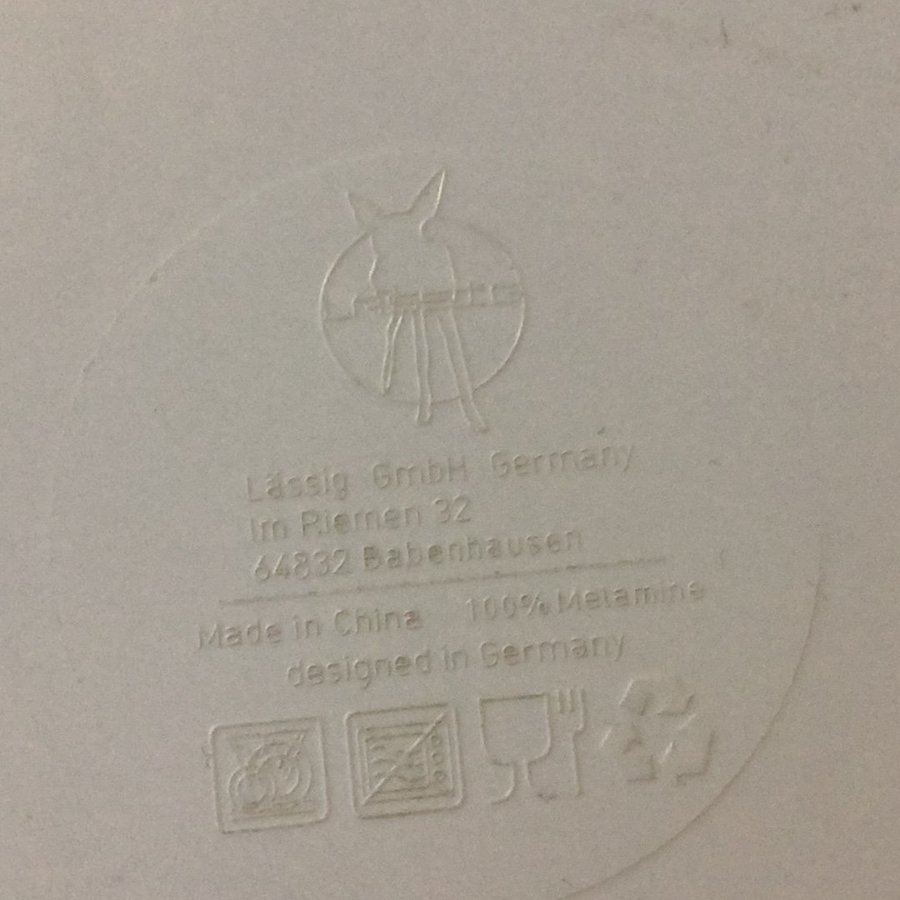 Lässig GmbH Germany
Im Riemen 32
64832 Babenhausen
Made in China 100% Melamine
designed in Germany